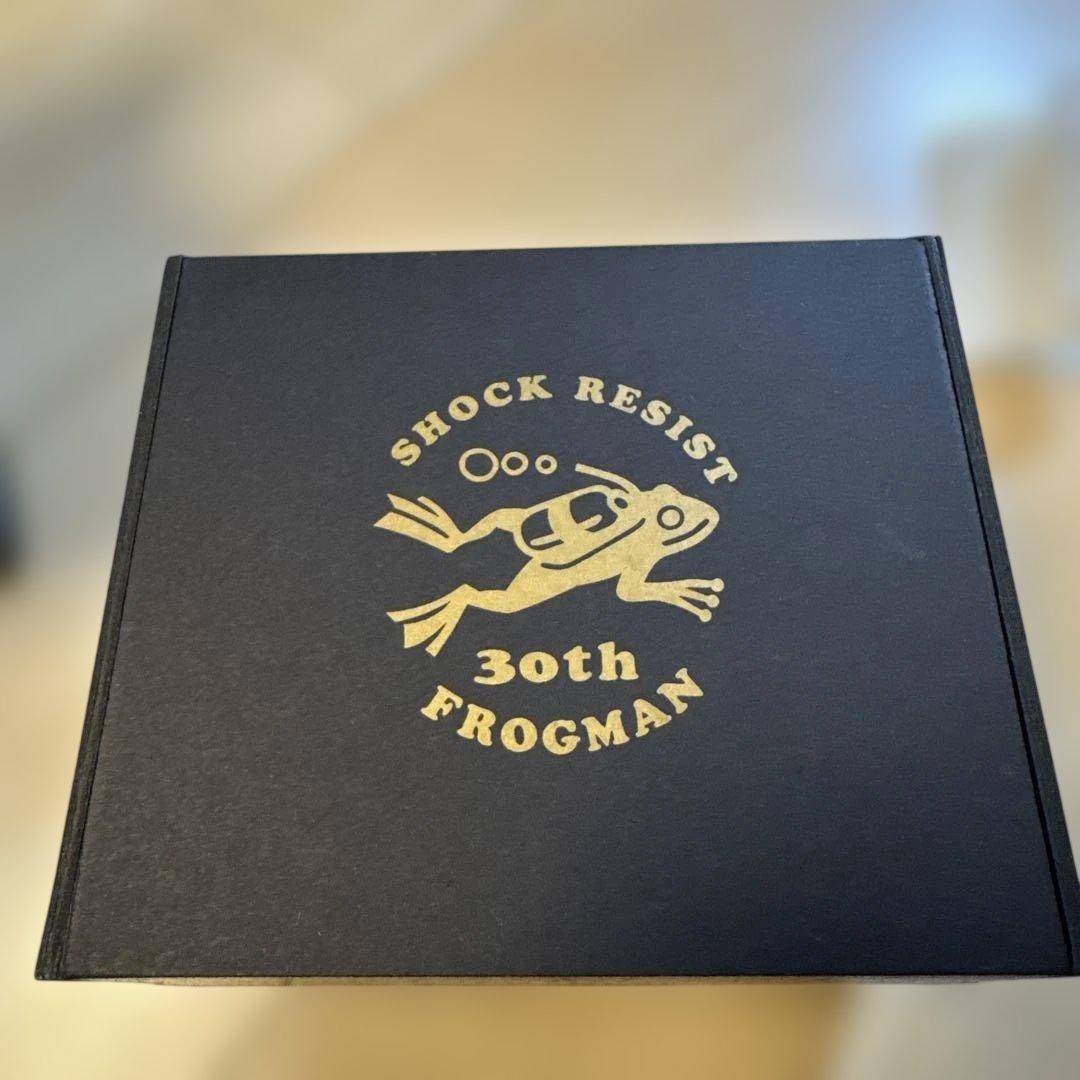 SHOCK RESIST
30th
FROGMAN